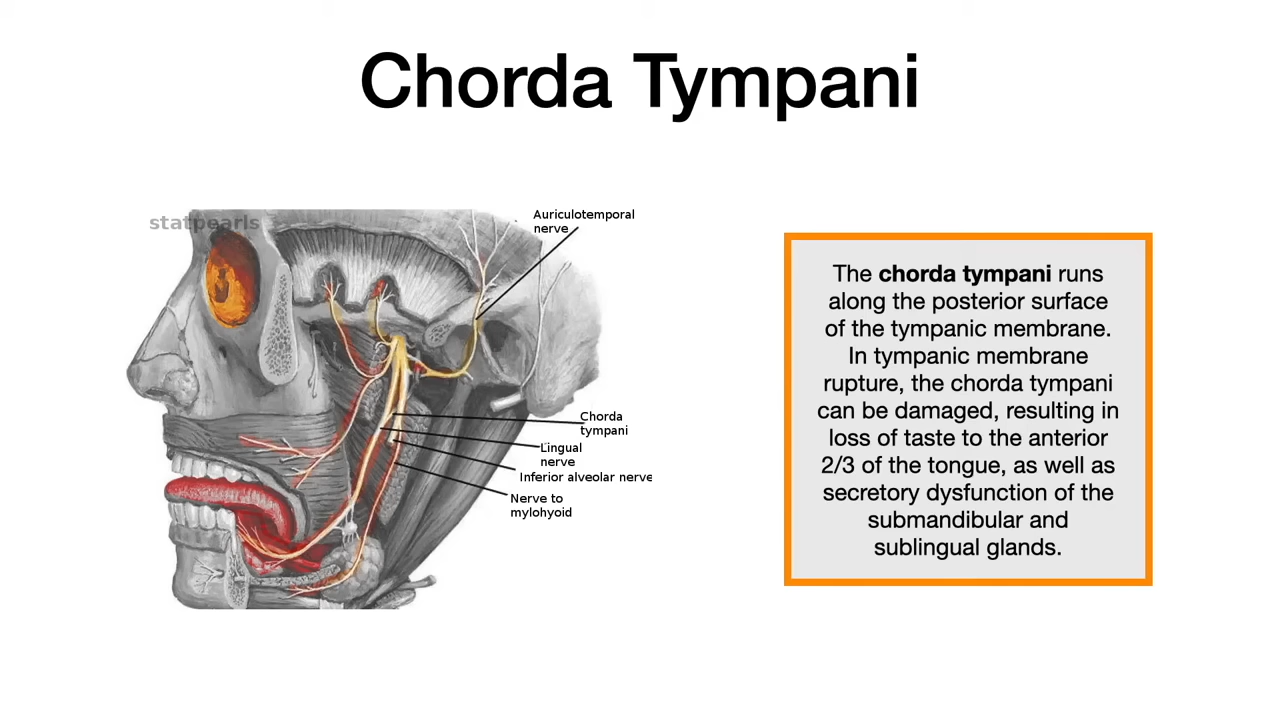 Chorda Tympani
statpearls
Auriculotemporal
nerve
Chorda
tympani
Lingual
nerve
Inferior alveolar nerve
Nerve to
mylohyoid
The chorda tympani runs
along the posterior surface
of the tympanic membrane.
In tympanic membrane
rupture, the chorda tympani
can be damaged, resulting in
loss of taste to the anterior
2/3 of the tongue, as well as
secretory dysfunction of the
submandibular and
sublingual glands.